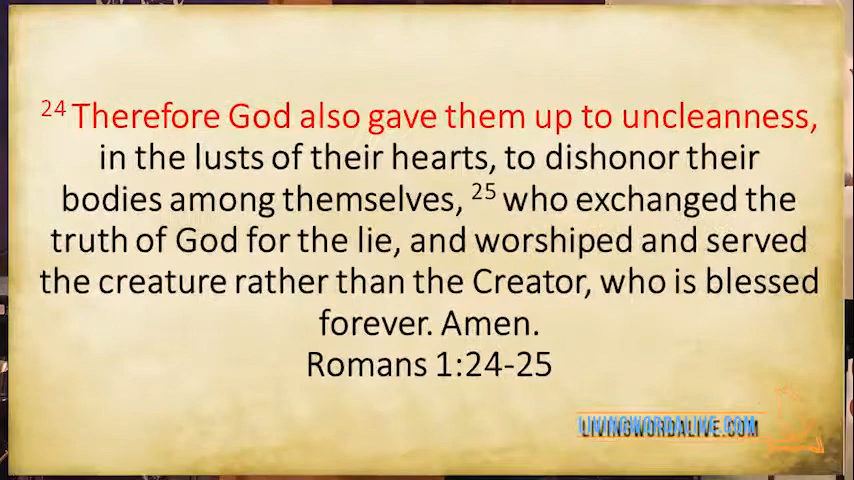 24 Therefore God also gave them up to uncleanness,
in the lusts of their hearts, to dishonor their
bodies among themselves, 25 who exchanged the
truth of God for the lie, and worshiped and served
the creature rather than the Creator, who is blessed
forever. Amen.
Romans 1:24-25
LIVINGWORDALIVE.COM